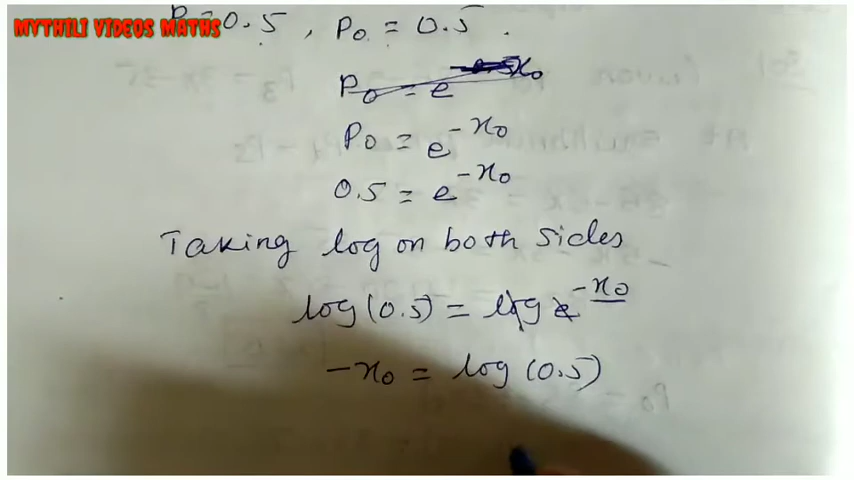 MYTHILI VIDEOS MATHS
P = 0.5, P₀ = 0.5.
P₀ = e
P₀ = e^-x₀
0.5 = e^-x₀
Taking log on both sides
log(0.5) = log e^-x₀
-x₀ = log(0.5)